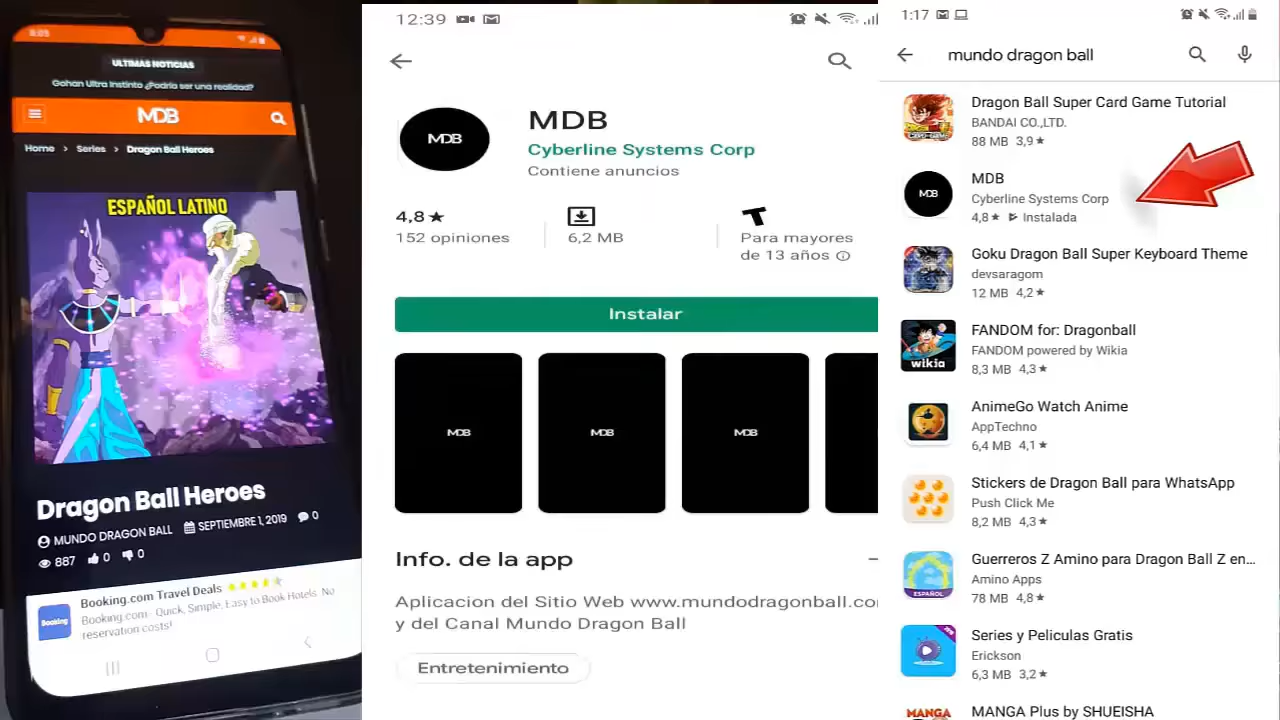 8:05
ULTIMAS NOTICIAS
Gohan Ultra Instinto ¿Podria ser una realidad?
MDB
Home > Series > Dragon Ball Heroes
ESPAÑOL LATINO
Dragon Ball Heroes
MUNDO DRAGON BALL SEPTIEMBRE 1, 2019 0
887 0 0
Booking.com Travel Deals
Booking.com - Quick, Simple, Easy to Book Hotels. No
reservation costs!
Booking
12:39
MDB
MDB
Cyberline Systems Corp
Contiene anuncios
4,8★
152 opiniones
6,2 MB
T
Para mayores
de 13 años
Instalar
MDB
MDB
MDB
Info. de la app
Aplicacion del Sitio Web www.mundodragonball.co
y del Canal Mundo Dragon Ball
Entretenimiento
1:17
mundo dragon ball
Dragon Ball Super Card Game Tutorial
BANDAI CO.,LTD.
88 MB 3,9★
MDB
MDB
Cyberline Systems Corp
4,8★ Instalada
Goku Dragon Ball Super Keyboard Theme
devsaragom
12 MB 4,2★
FANDOM for: Dragonball
FANDOM powered by Wikia
8,3 MB 4,3★
wikia
AnimeGo Watch Anime
AppTechno
6,4 MB 4,1★
Stickers de Dragon Ball para WhatsApp
Push Click Me
8,2 MB 4,3★
Guerreros Z Amino para Dragon Ball Z en...
Amino Apps
78 MB 4,8★
ESPAÑOL
Series y Peliculas Gratis
Erickson
6,3 MB 3,2★
MANGA Plus by SHUEISHA
MANGA